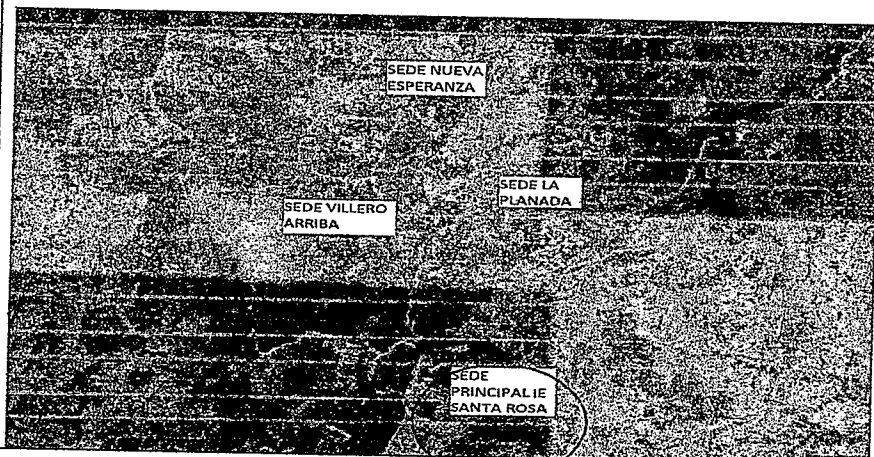 SEDE NUEVA
ESPERANZA
SEDE LA
PLANADA
SEDE VILLERO
ARRIBA
SEDE
PRINCIPAL IE
SANTA ROSA